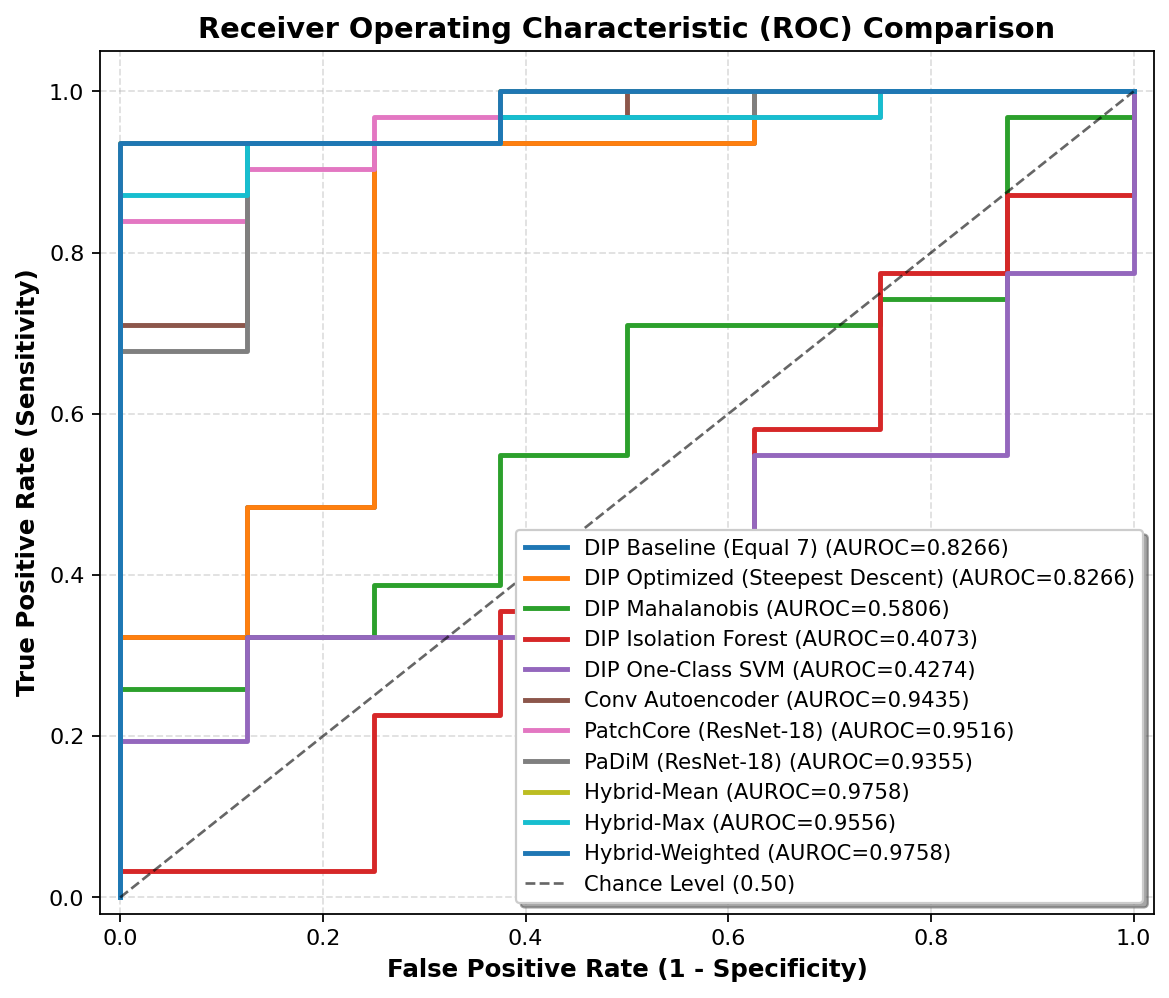 Receiver Operating Characteristic (ROC) Comparison
True Positive Rate (Sensitivity)
1.0
0.8
0.6
0.4
0.2
0.0
DIP Baseline (Equal 7) (AUROC=0.8266)
DIP Optimized (Steepest Descent) (AUROC=0.8266)
DIP Mahalanobis (AUROC=0.5806)
DIP Isolation Forest (AUROC=0.4073)
DIP One-Class SVM (AUROC=0.4274)
Conv Autoencoder (AUROC=0.9435)
PatchCore (ResNet-18) (AUROC=0.9516)
PaDiM (ResNet-18) (AUROC=0.9355)
Hybrid-Mean (AUROC=0.9758)
Hybrid-Max (AUROC=0.9556)
Hybrid-Weighted (AUROC=0.9758)
Chance Level (0.50)
0.0 0.2 0.4 0.6 0.8 1.0
False Positive Rate (1 - Specificity)